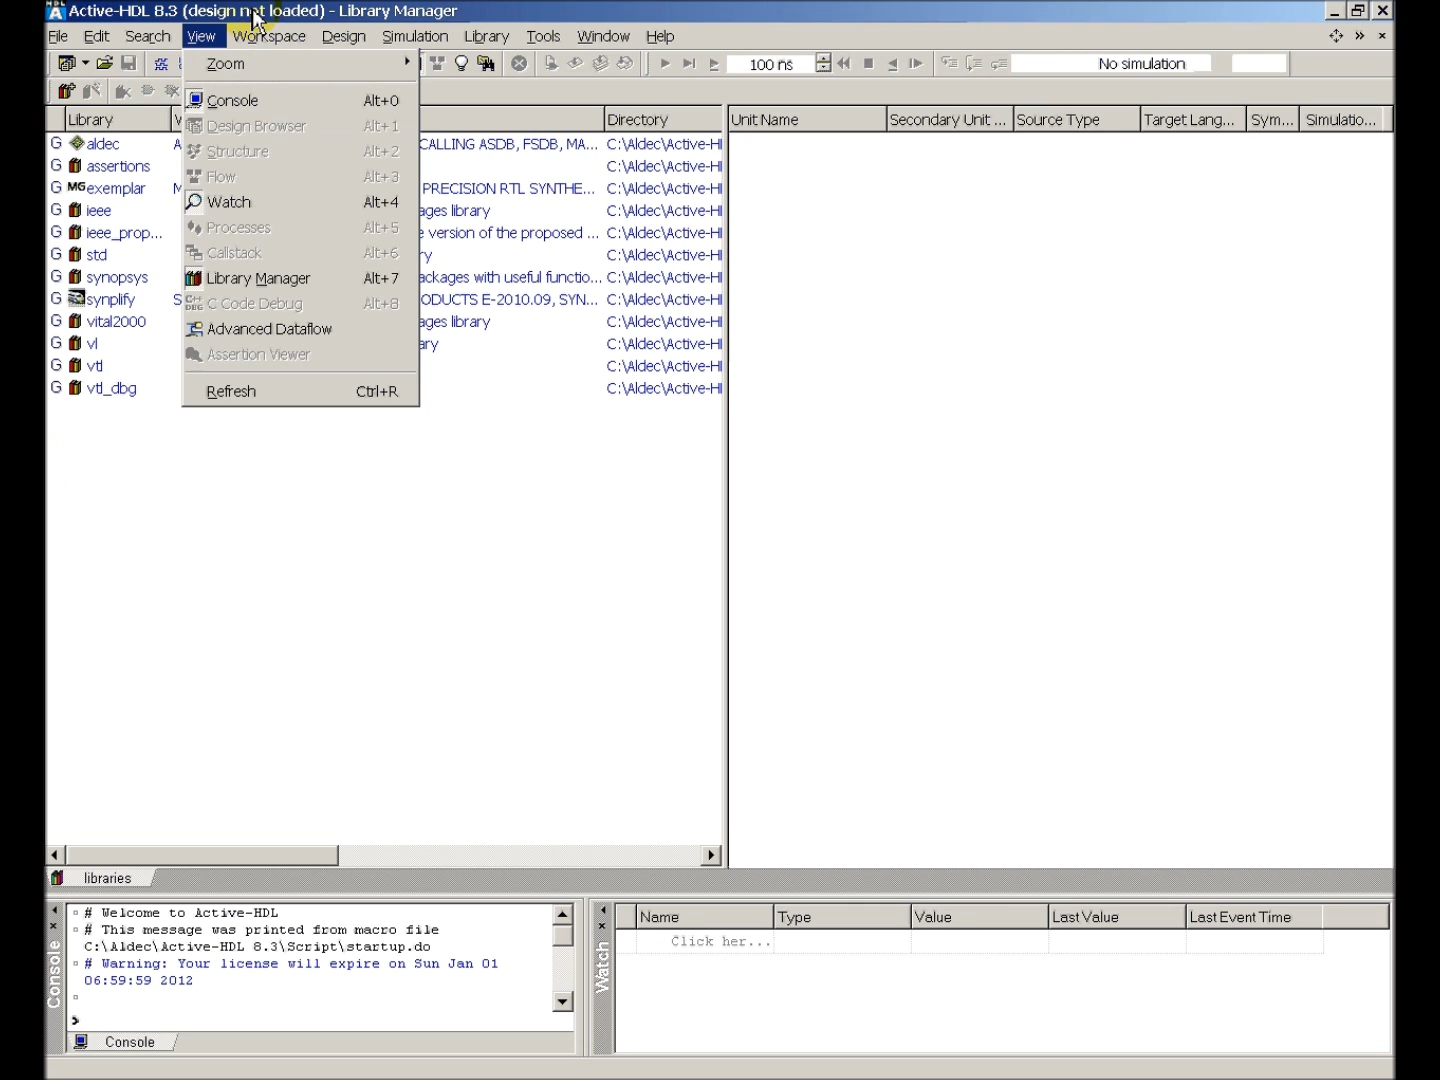 Active-HDL 8.3 (design not loaded) - Library Manager
File Edit Search View Workspace Design Simulation Library Tools Window Help
100 ns No simulation
Zoom
Console Alt+0
Design Browser Alt+1
Structure Alt+2
Flow Alt+3
Watch Alt+4
Processes Alt+5
Callstack Alt+6
Library Manager Alt+7
C Code Debug Alt+8
Advanced Dataflow
Assertion Viewer
Refresh Ctrl+R
Library Directory
G aldec A CALLING ASDB, FSDB, MA... C:\Aldec\Active-H
G assertions C:\Aldec\Active-H
G MG exemplar PRECISION RTL SYNTHE... C:\Aldec\Active-H
G ieee ages library C:\Aldec\Active-H
G ieee_prop... e version of the proposed ... C:\Aldec\Active-H
G std ry C:\Aldec\Active-H
G synopsys ackages with useful functio... C:\Aldec\Active-H
G synplify S ODUCTS E-2010.09, SYN... C:\Aldec\Active-H
G vital2000 ages library C:\Aldec\Active-H
G vl ary C:\Aldec\Active-H
G vtl C:\Aldec\Active-H
G vtl_dbg C:\Aldec\Active-H
Unit Name Secondary Unit ... Source Type Target Lang... Sym... Simulatio...
libraries
Console
# Welcome to Active-HDL
# This message was printed from macro file
C:\Aldec\Active-HDL 8.3\Script\startup.do
# Warning: Your license will expire on Sun Jan 01
06:59:59 2012
>
Console
Watch
Name Type Value Last Value Last Event Time
Click her...